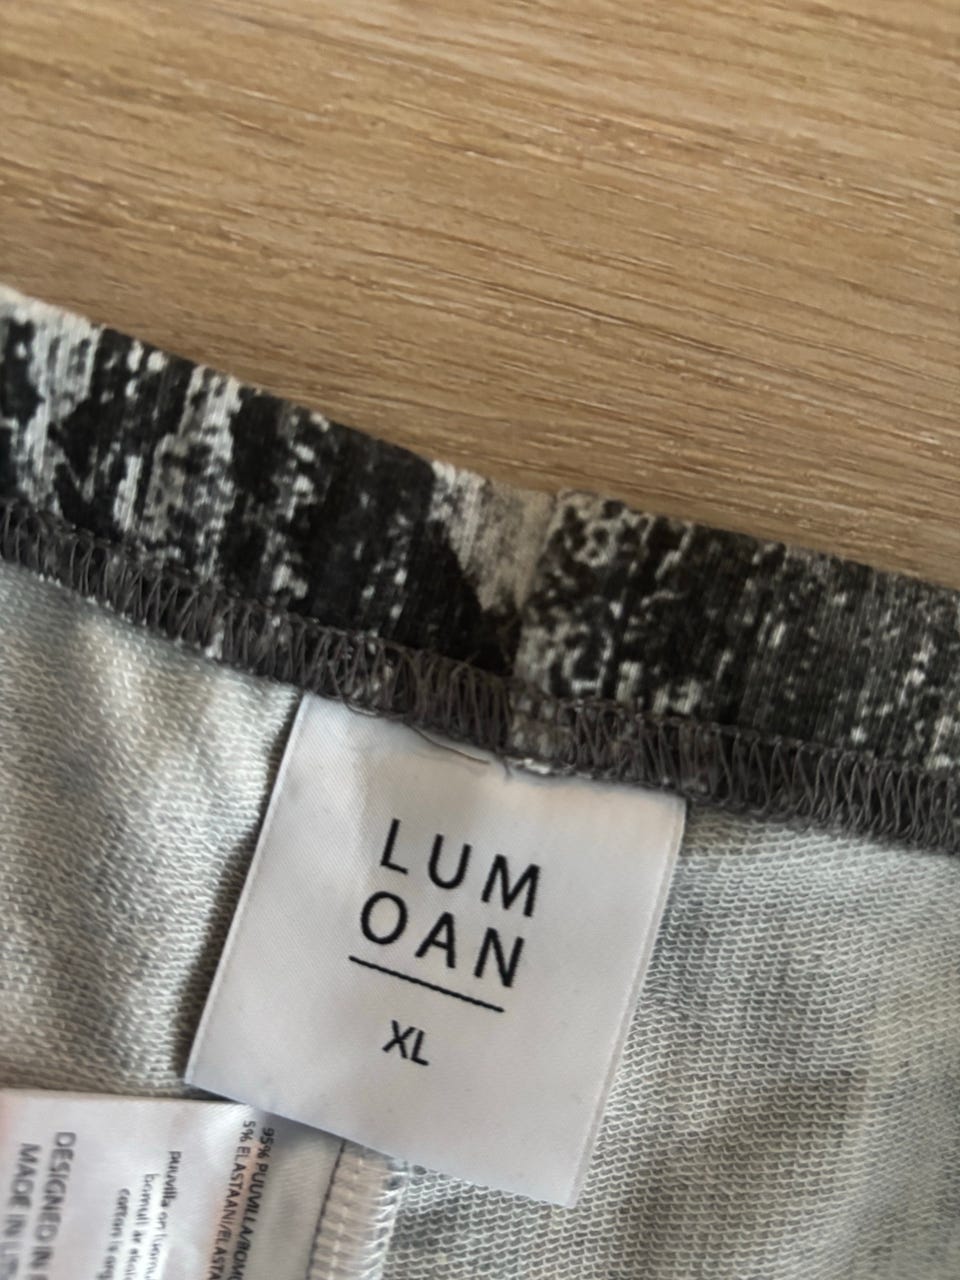 LUM
OAN
XL
95% PUUVILLA/BOMU
5% ELASTAANI/ELASTA
puuvilla on luomu
bomull är ekol
cotton is org
DESIGNED IN
MADE IN